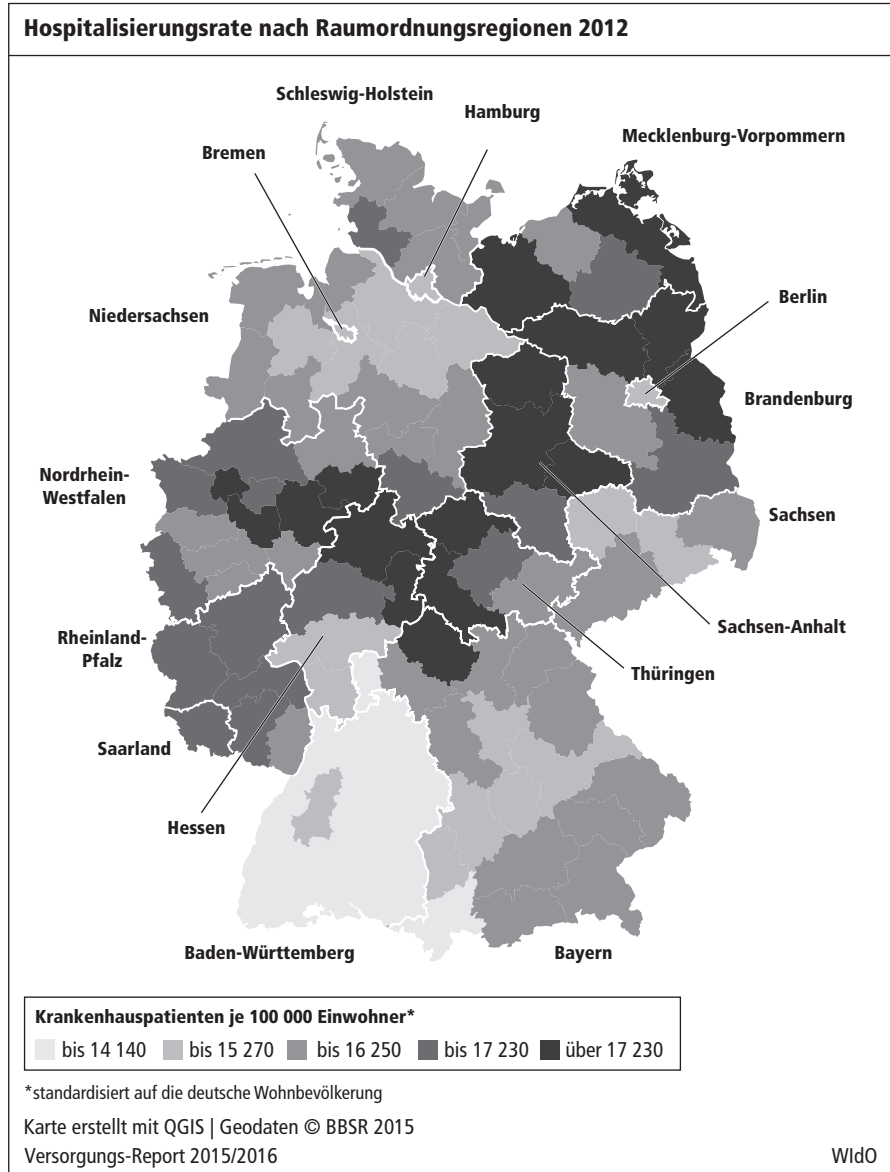 Hospitalisierungsrate nach Raumordnungsregionen 2012
Schleswig-Holstein
Hamburg
Mecklenburg-Vorpommern
Bremen
Berlin
Niedersachsen
Brandenburg
Nordrhein-
Westfalen
Sachsen
Sachsen-Anhalt
Rheinland-
Pfalz
Thüringen
Saarland
Hessen
Baden-Württemberg
Bayern
Krankenhauspatienten je 100 000 Einwohner*
bis 14 140 bis 15 270 bis 16 250 bis 17 230 über 17 230
*standardisiert auf die deutsche Wohnbevölkerung
Karte erstellt mit QGIS | Geodaten © BBSR 2015
Versorgungs-Report 2015/2016 WIdO